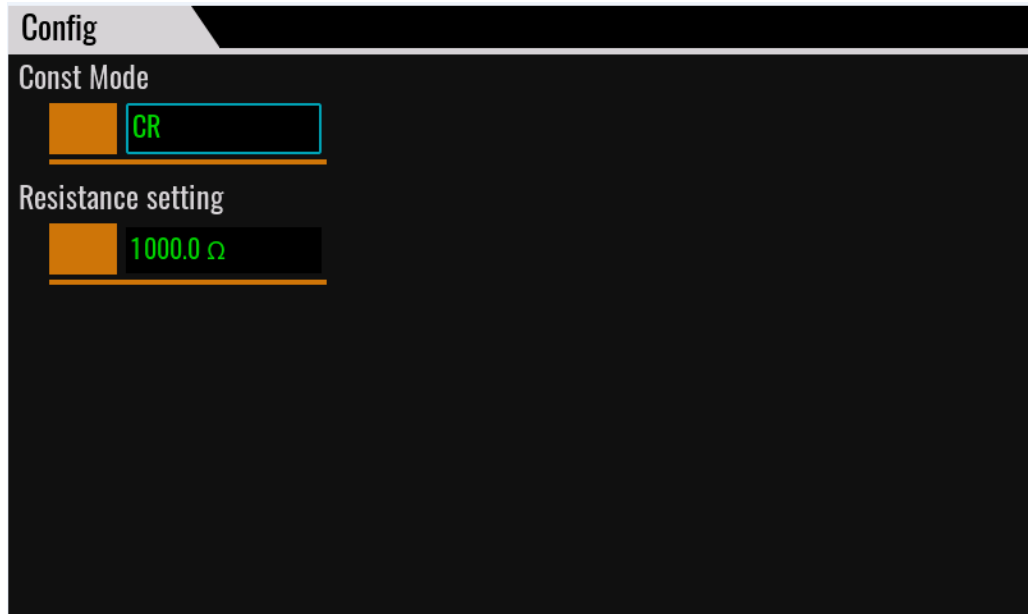 Config
Const Mode
CR
Resistance setting
1000.0 Ω